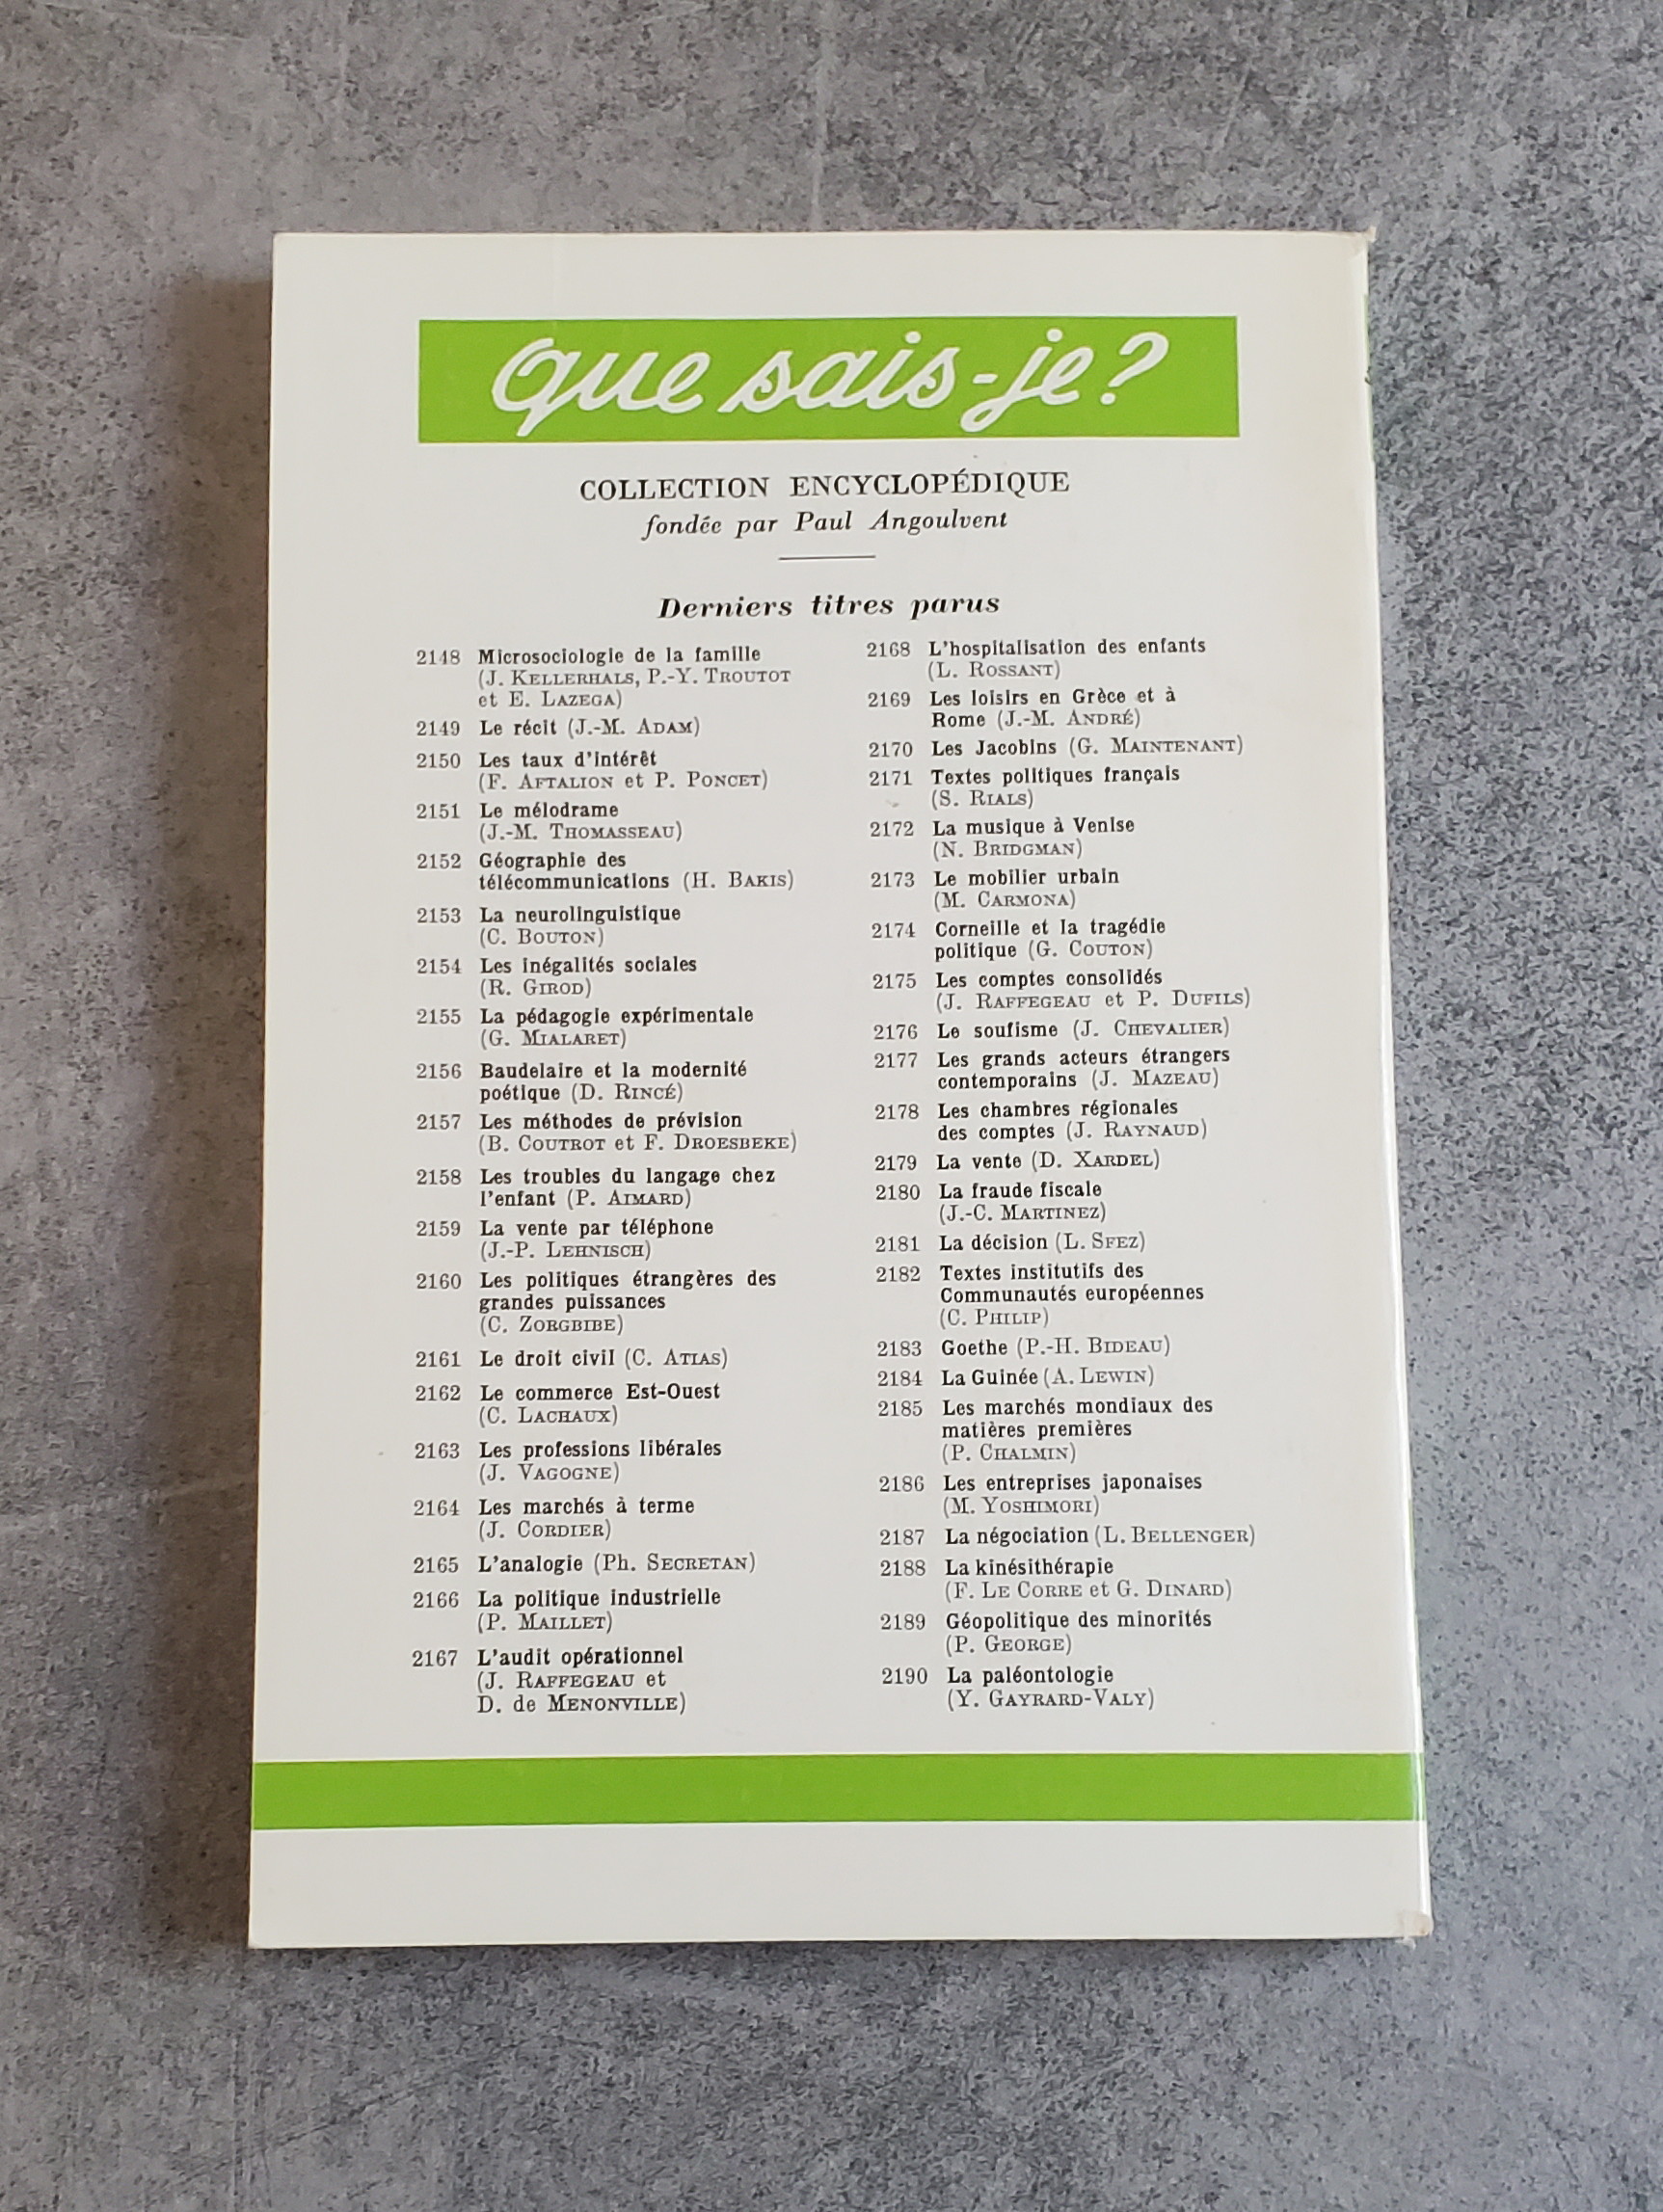 que sais-je?
COLLECTION ENCYCLOPÉDIQUE
fondée par Paul Angoulvent
Derniers titres parus
2148 Microsociologie de la famille
(J. KELLERHALS, P.-Y. TROUTOT
et E. LAZEGA)
2149 Le récit (J.-M. ADAM)
2150 Les taux d'intérêt
(F. AFTALION et P. PONCET)
2151 Le mélodrame
(J.-M. THOMASSEAU)
2152 Géographie des
télécommunications (H. BAKIS)
2153 La neurolinguistique
(C. BOUTON)
2154 Les inégalités sociales
(R. GIROD)
2155 La pédagogie expérimentale
(G. MIALARET)
2156 Baudelaire et la modernité
poétique (D. RINCÉ)
2157 Les méthodes de prévision
(B. COUTROT et F. DROESBEKE)
2158 Les troubles du langage chez
l'enfant (P. AIMARD)
2159 La vente par téléphone
(J.-P. LEHNISCH)
2160 Les politiques étrangères des
grandes puissances
(C. ZORGBIBE)
2161 Le droit civil (C. ATIAS)
2162 Le commerce Est-Ouest
(C. LACHAUX)
2163 Les professions libérales
(J. VAGOGNE)
2164 Les marchés à terme
(J. CORDIER)
2165 L'analogie (Ph. SECRETAN)
2166 La politique industrielle
(P. MAILLET)
2167 L'audit opérationnel
(J. RAFFEGEAU et
D. de MENONVILLE)
2168 L'hospitalisation des enfants
(L. ROSSANT)
2169 Les loisirs en Grèce et à
Rome (J.-M. ANDRÉ)
2170 Les Jacobins (G. MAINTENANT)
2171 Textes politiques français
(S. RIALS)
2172 La musique à Venise
(N. BRIDGMAN)
2173 Le mobilier urbain
(M. CARMONA)
2174 Corneille et la tragédie
politique (G. COUTON)
2175 Les comptes consolidés
(J. RAFFEGEAU et P. DUFILS)
2176 Le soufisme (J. CHEVALIER)
2177 Les grands acteurs étrangers
contemporains (J. MAZEAU)
2178 Les chambres régionales
des comptes (J. RAYNAUD)
2179 La vente (D. XARDEL)
2180 La fraude fiscale
(J.-C. MARTINEZ)
2181 La décision (L. SFEZ)
2182 Textes institutifs des
Communautés européennes
(C. PHILIP)
2183 Goethe (P.-H. BIDEAU)
2184 La Guinée (A. LEWIN)
2185 Les marchés mondiaux des
matières premières
(P. CHALMIN)
2186 Les entreprises japonaises
(M. YOSHIMORI)
2187 La négociation (L. BELLENGER)
2188 La kinésithérapie
(F. LE CORRE et G. DINARD)
2189 Géopolitique des minorités
(P. GEORGE)
2190 La paléontologie
(Y. GAYRARD-VALY)